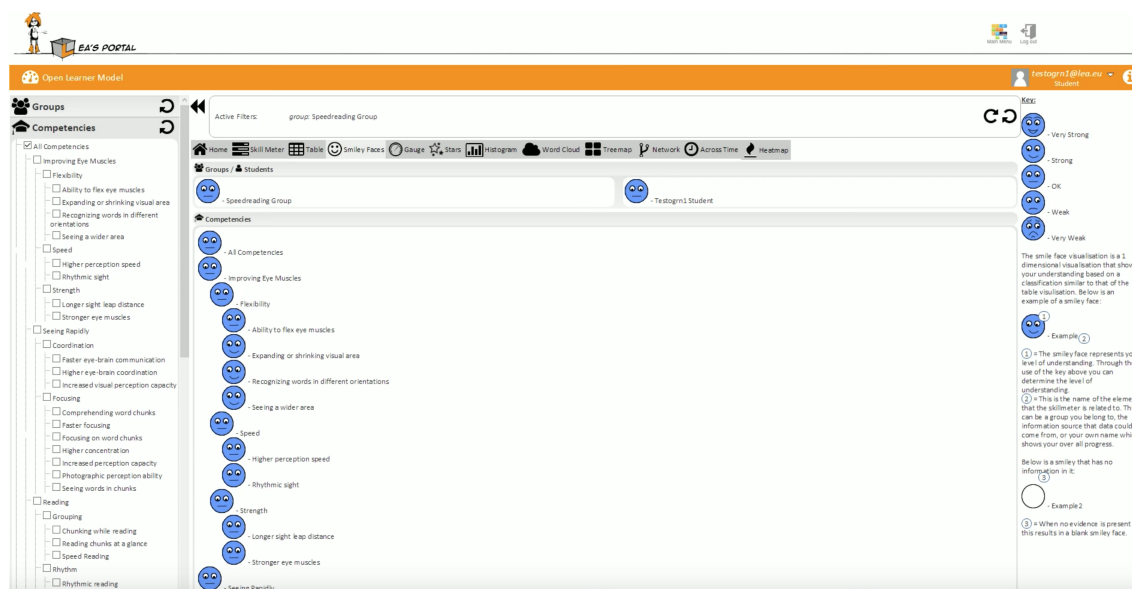 EA'S PORTAL
Main Menu
Log out
Open Learner Model
testogrn1@lea.eu
Student
Groups
Competencies
All Competencies
Improving Eye Muscles
Flexibility
Ability to flex eye muscles
Expanding or shrinking visual area
Recognizing words in different
orientations
Seeing a wider area
Speed
Higher perception speed
Rhythmic sight
Strength
Longer sight leap distance
Stronger eye muscles
Seeing Rapidly
Coordination
Faster eye-brain communication
Higher eye-brain coordination
Increased visual perception capacity
Focusing
Comprehending word chunks
Faster focusing
Focusing on word chunks
Higher concentration
Increased perception capacity
Photographic perception ability
Seeing words in chunks
Reading
Grouping
Chunking while reading
Reading chunks at a glance
Speed Reading
Rhythm
Rhythmic reading
Active Filters: group: Speedreading Group
Home Skill Meter Table Smiley Faces Gauge Stars Histogram Word Cloud Treemap Network Across Time Heatmap
Groups / Students
- Speedreading Group
- Testogrn1 Student
Competencies
- All Competencies
- Improving Eye Muscles
- Flexibility
- Ability to flex eye muscles
- Expanding or shrinking visual area
- Recognizing words in different orientations
- Seeing a wider area
- Speed
- Higher perception speed
- Rhythmic sight
- Strength
- Longer sight leap distance
- Stronger eye muscles
- Seeing Rapidly
Key:
- Very Strong
- Strong
- OK
- Weak
- Very Weak
The smile face visualisation is a 1
dimensional visualisation that show
your understanding based on a
classification similar to that of the
table visulisation. Below is an
example of a smiley face:
1
- Example 2
1 = The smiley face represents yo
level of understanding. Through th
use of the key above you can
determine the level of
understanding.
2 = This is the name of the eleme
that the skillmeter is related to. Th
can be a group you belong to, the
information source that data could
come from, or your own name whi
shows your over all progress.
Below is a smiley that has no
information in it:
3
- Example2
3 = When no evidence is present
this results in a blank smiley face.